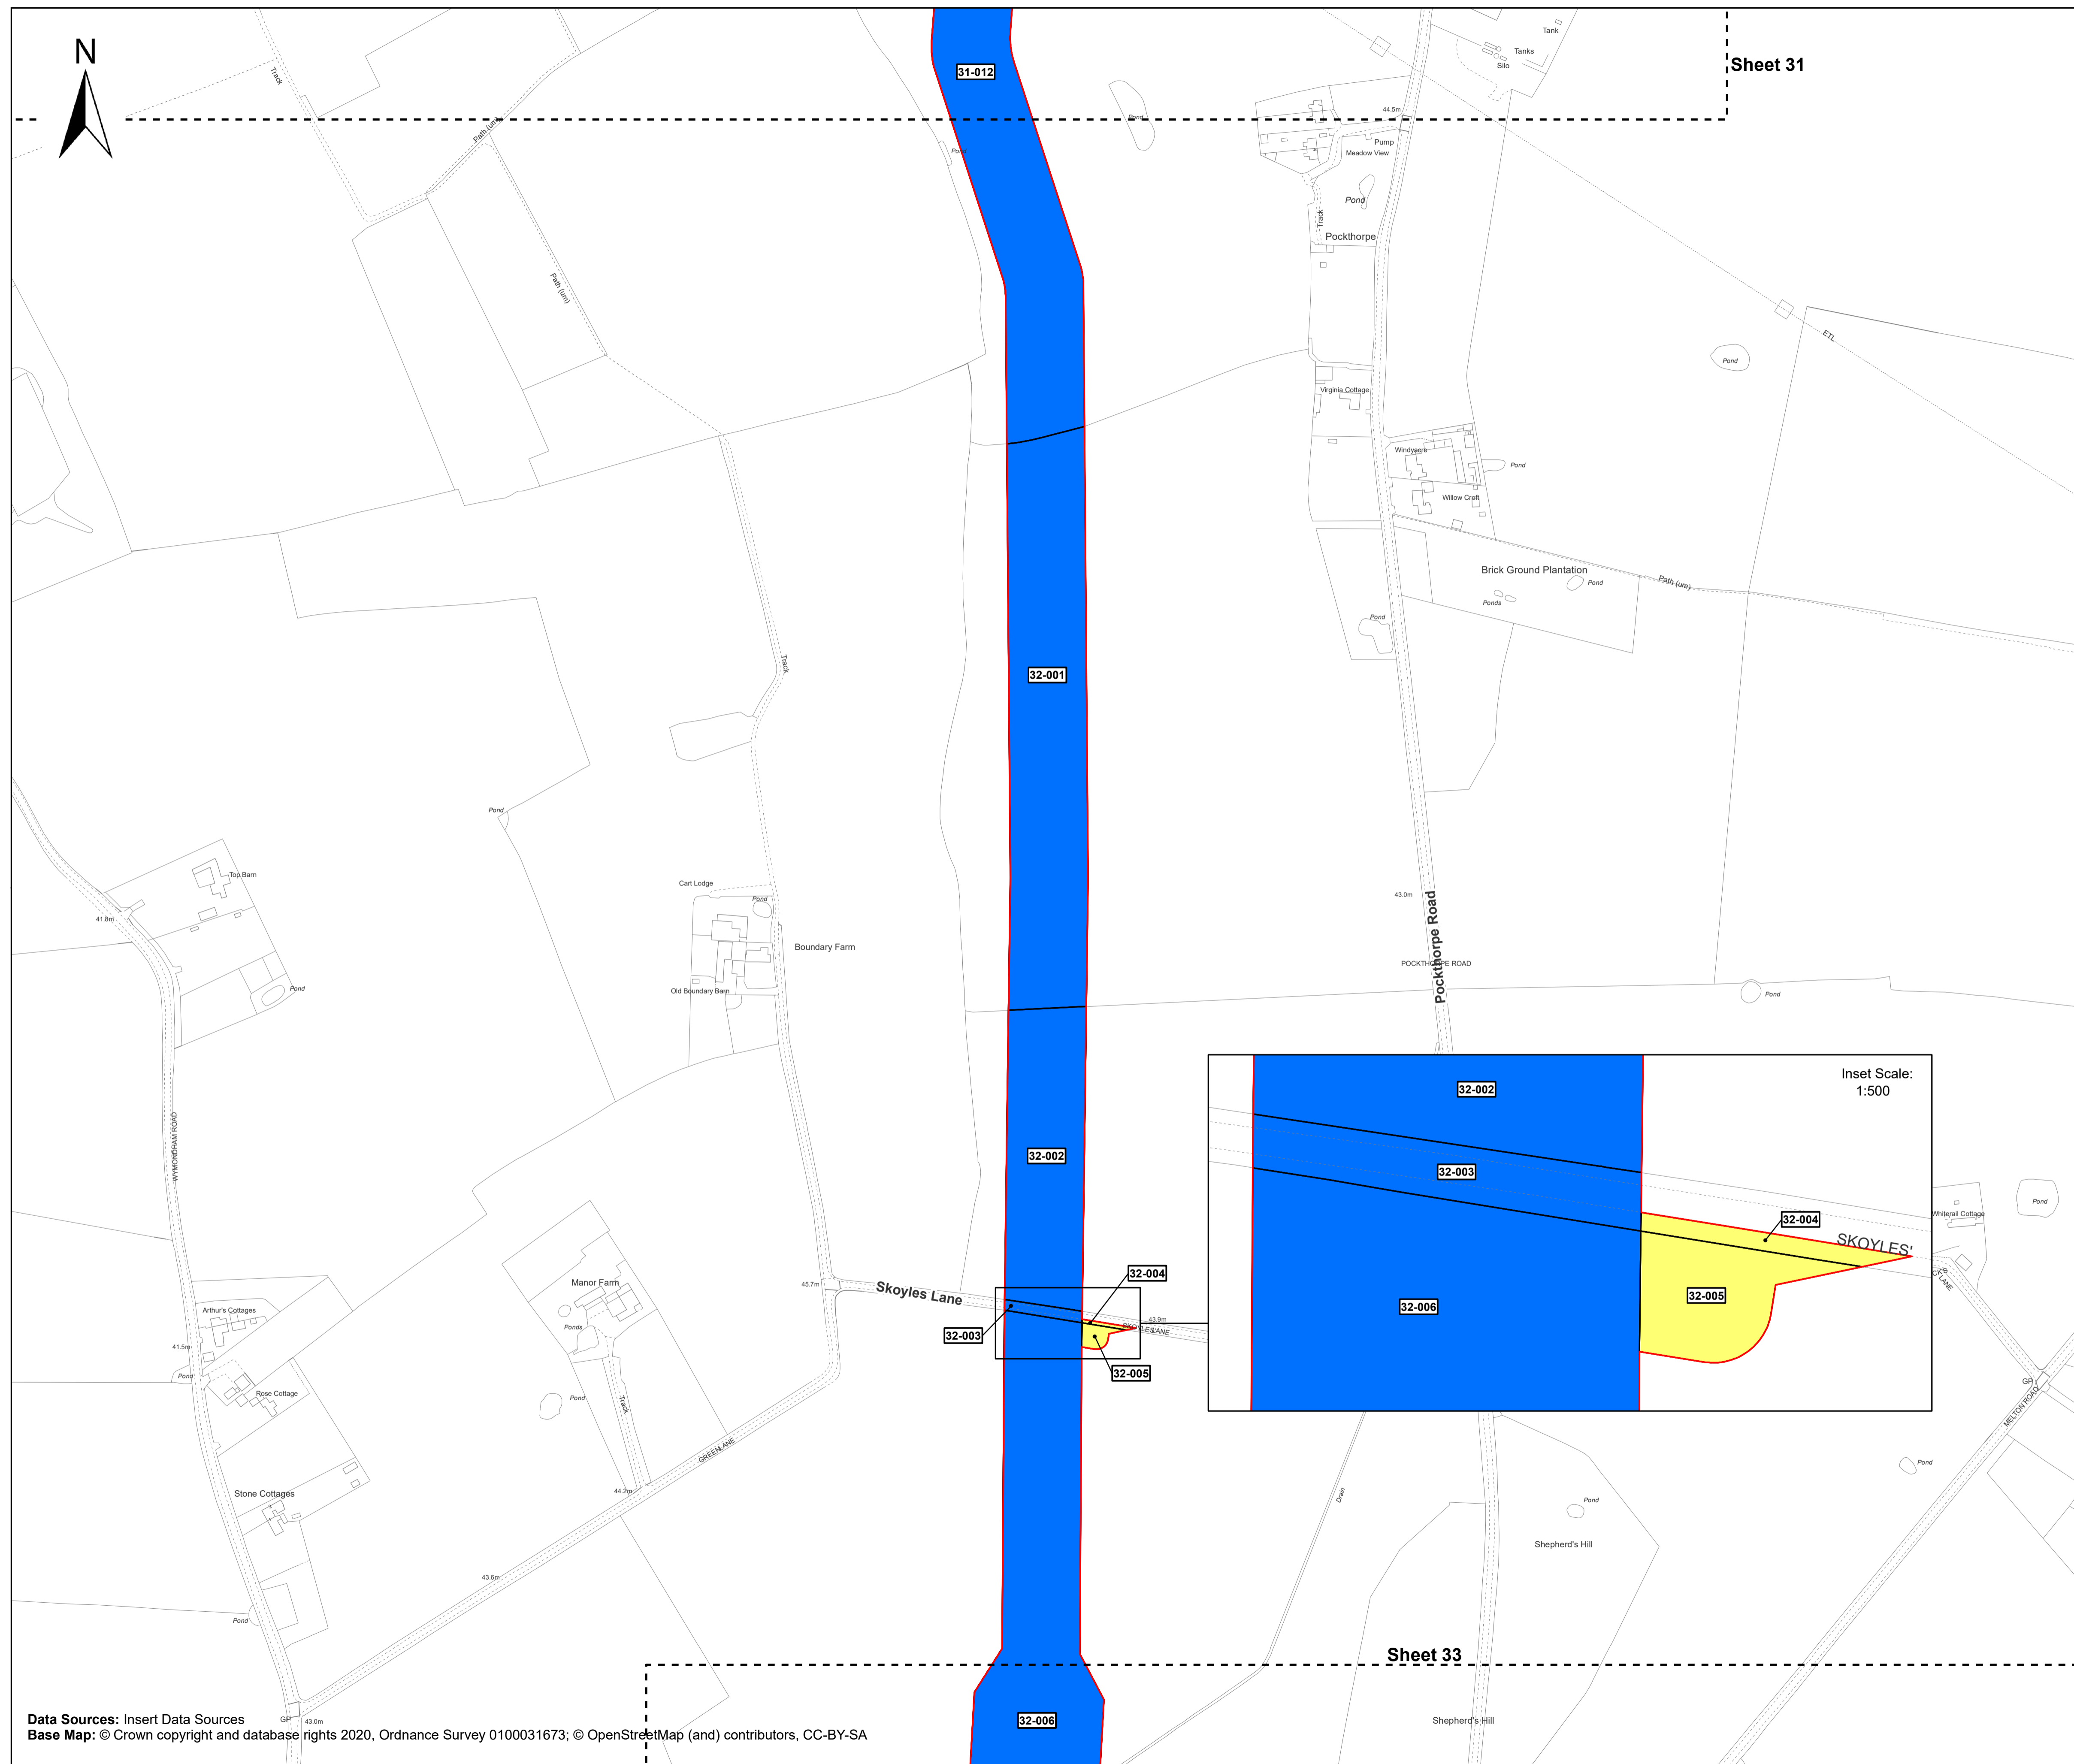 N
Track
Path (um)
31-012
Pond
Pond
44.5m
Pump
Meadow View
Pond
Track
Pockthorpe
Tank
Tanks
Silo
Sheet 31
Path (um)
ETL
Pond
Virginia Cottage
Windyacre
Pond
Willow Croft
Brick Ground Plantation
Pond
Ponds
Path (um)
Pond
Track
32-001
Pond
Top Barn
41.8m
Pond
Cart Lodge
Pond
Boundary Farm
Old Boundary Barn
43.0m
Pockthorpe Road
POCKTHORPE ROAD
Pond
WYMONDHAM ROAD
32-002
Inset Scale:
1:500
32-002
32-003
32-004
SKOYLES'
32-005
32-006
Whiterail Cottage
Pond
LANE
GP
MELTON ROAD
Pond
45.7m
Skoyles Lane
32-004
43.9m
SKOYLES LANE
32-003
32-005
Manor Farm
Ponds
Pond
Track
GREEN LANE
44.2m
Arthur's Cottages
41.5m
Pond
Rose Cottage
Stone Cottages
43.6m
Pond
GP
43.0m
Drain
Pond
Shepherd's Hill
Sheet 33
Shepherd's Hill
32-006
Data Sources: Insert Data Sources
Base Map: © Crown copyright and database rights 2020, Ordnance Survey 0100031673; © OpenStreetMap (and) contributors, CC-BY-SA